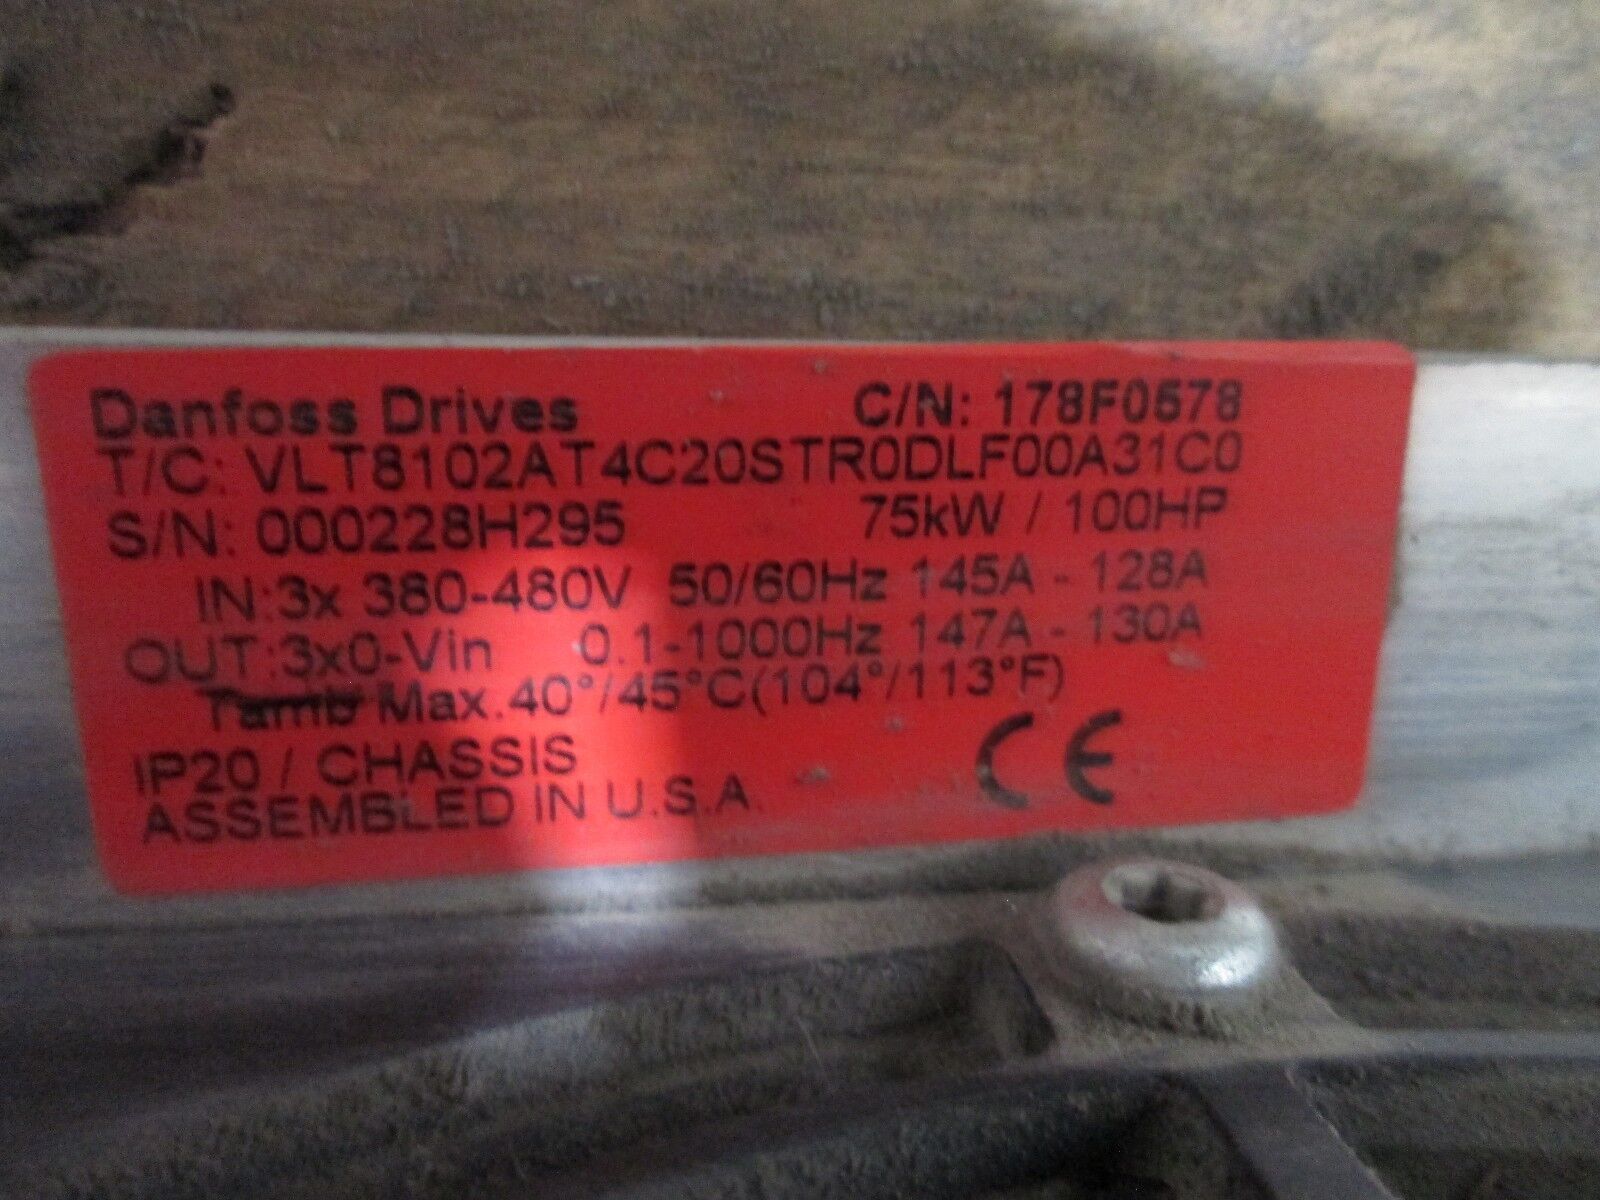 Danfoss Drives C/N: 178F0578
T/C: VLT8102AT4C20STR0DLF00A31C0
S/N: 000228H295 75kW / 100HP
IN:3x 380-480V 50/60Hz 145A - 128A
OUT:3x0-Vin 0.1-1000Hz 147A - 130A
Tamb Max.40°/45°C(104°/113°F)
IP20 / CHASSIS
CE
ASSEMBLED IN U.S.A.